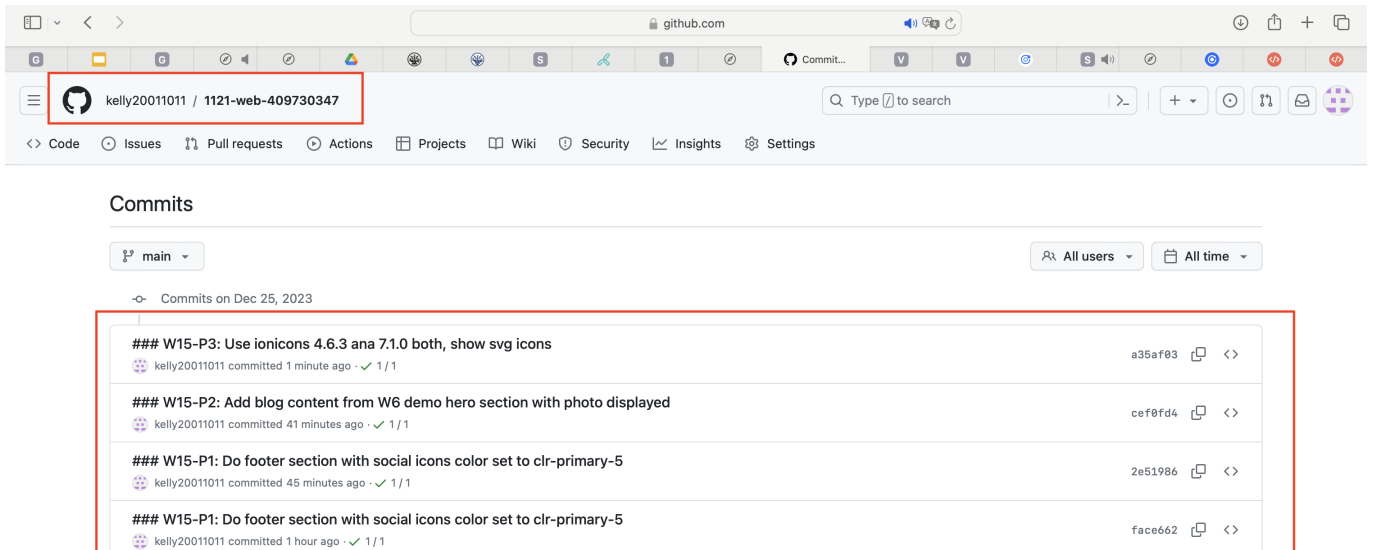 github.com
G
G
S
1
Commit...
V
V
S
kelly20011011 / 1121-web-409730347
Type / to search
Code
Issues
Pull requests
Actions
Projects
Wiki
Security
Insights
Settings
Commits
main
All users
All time
Commits on Dec 25, 2023
### W15-P3: Use ionicons 4.6.3 ana 7.1.0 both, show svg icons
a35af03
kelly20011011 committed 1 minute ago · 1 / 1
### W15-P2: Add blog content from W6 demo hero section with photo displayed
cef0fd4
kelly20011011 committed 41 minutes ago · 1 / 1
### W15-P1: Do footer section with social icons color set to clr-primary-5
2e51986
kelly20011011 committed 45 minutes ago · 1 / 1
### W15-P1: Do footer section with social icons color set to clr-primary-5
face662
kelly20011011 committed 1 hour ago · 1 / 1